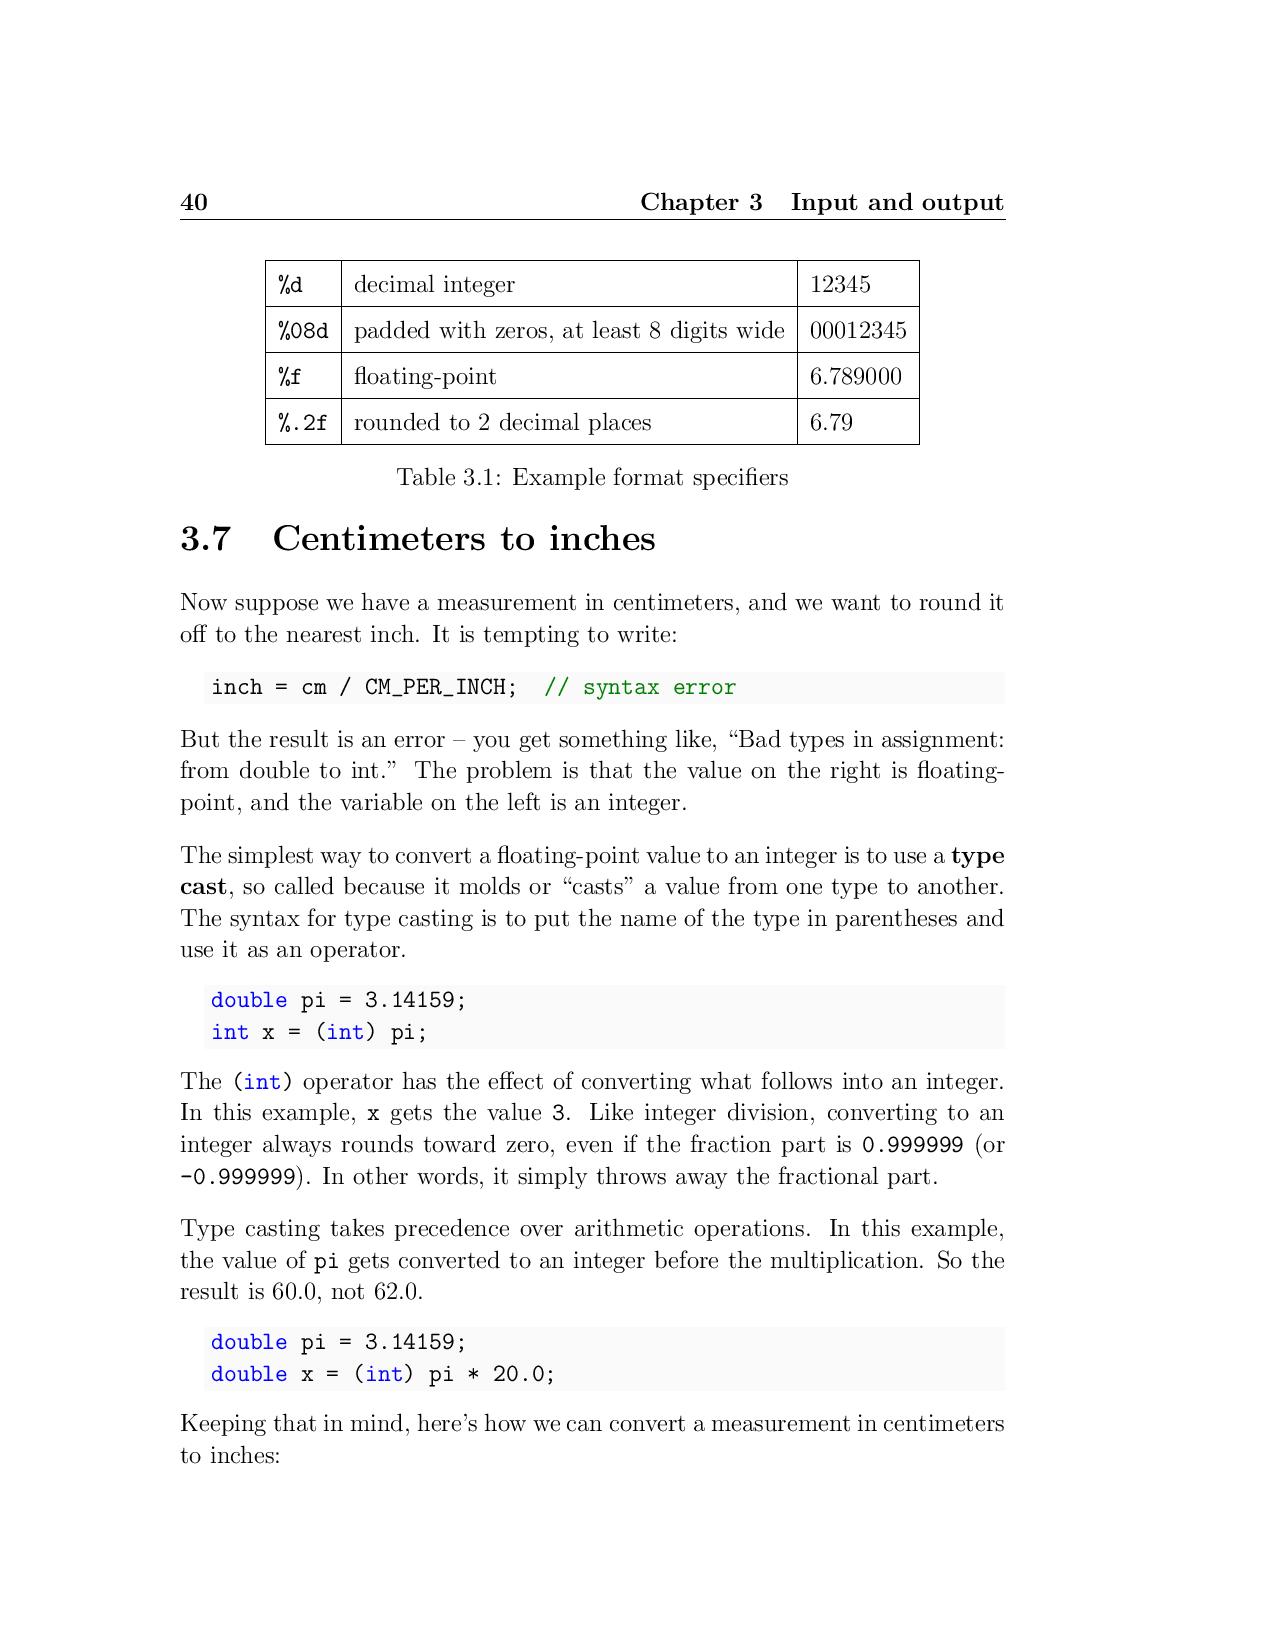 40 Chapter 3 Input and output
%d decimal integer 12345
%08d padded with zeros, at least 8 digits wide 00012345
%f floating-point 6.789000
%.2f rounded to 2 decimal places 6.79
Table 3.1: Example format specifiers
3.7 Centimeters to inches
Now suppose we have a measurement in centimeters, and we want to round it
off to the nearest inch. It is tempting to write:
inch = cm / CM_PER_INCH; // syntax error
But the result is an error – you get something like, “Bad types in assignment:
from double to int.” The problem is that the value on the right is floating-
point, and the variable on the left is an integer.
The simplest way to convert a floating-point value to an integer is to use a type
cast, so called because it molds or “casts” a value from one type to another.
The syntax for type casting is to put the name of the type in parentheses and
use it as an operator.
double pi = 3.14159;
int x = (int) pi;
The (int) operator has the effect of converting what follows into an integer.
In this example, x gets the value 3. Like integer division, converting to an
integer always rounds toward zero, even if the fraction part is 0.999999 (or
-0.999999). In other words, it simply throws away the fractional part.
Type casting takes precedence over arithmetic operations. In this example,
the value of pi gets converted to an integer before the multiplication. So the
result is 60.0, not 62.0.
double pi = 3.14159;
double x = (int) pi * 20.0;
Keeping that in mind, here’s how we can convert a measurement in centimeters
to inches: